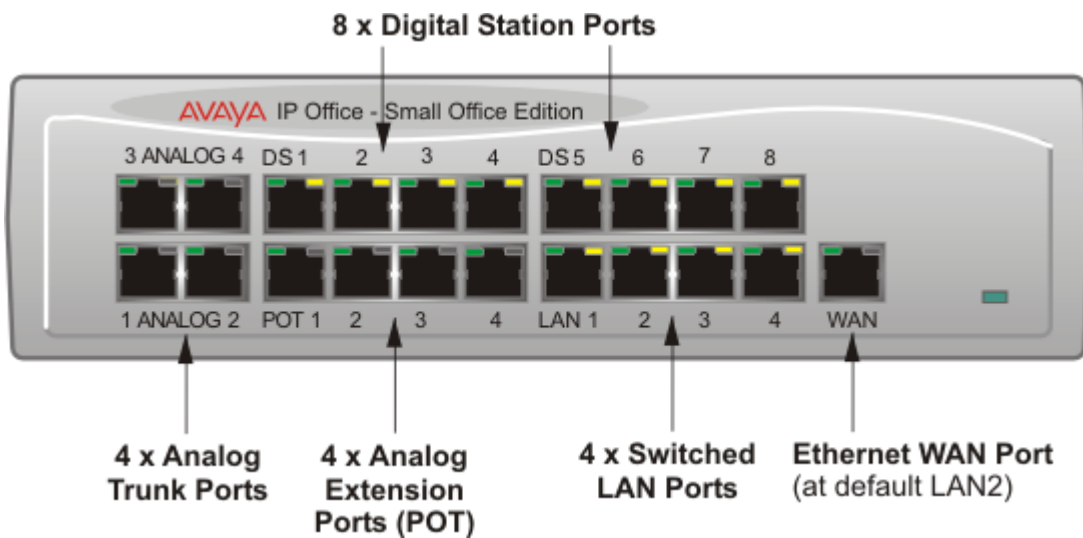 8 x Digital Station Ports
AVAYA IP Office - Small Office Edition
3 ANALOG 4 DS 1 2 3 4 DS 5 6 7 8
1 ANALOG 2 POT 1 2 3 4 LAN 1 2 3 4 WAN
4 x Analog
Trunk Ports
4 x Analog
Extension
Ports (POT)
4 x Switched
LAN Ports
Ethernet WAN Port
(at default LAN2)